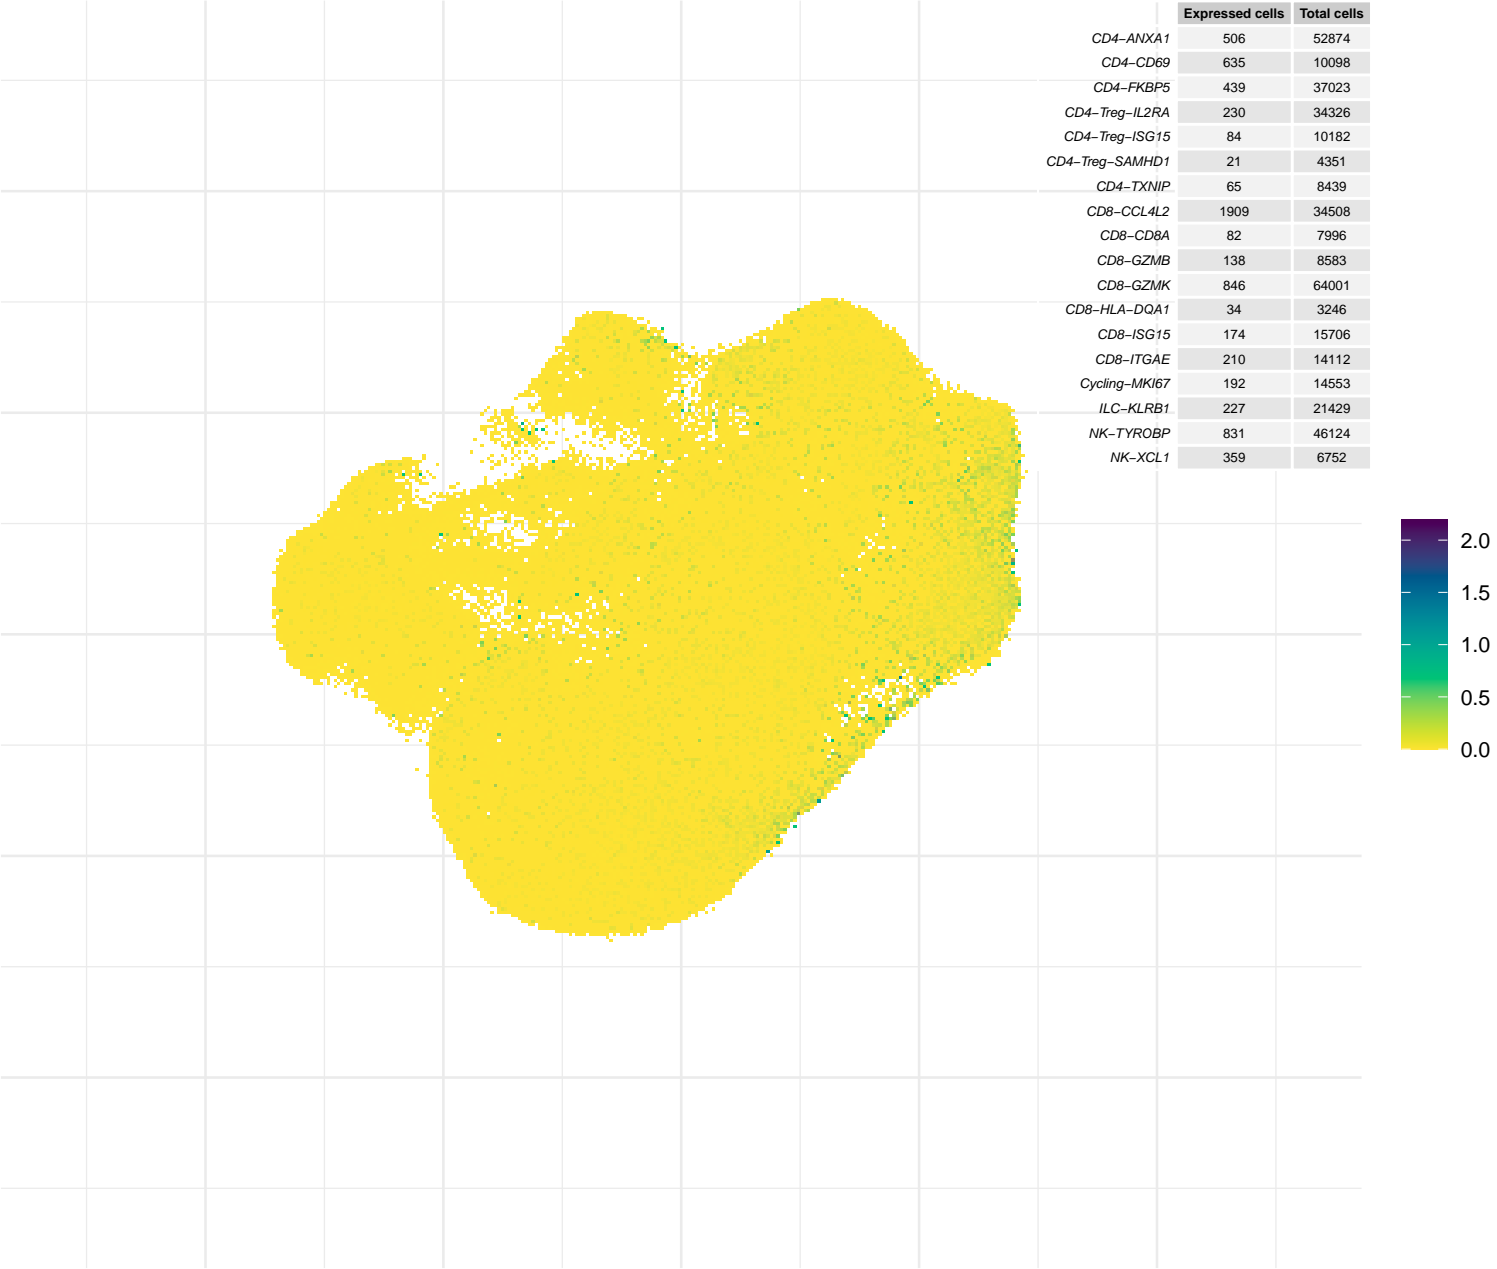 Expressed cells Total cells
CD4−ANXA1 506 52874
CD4−CD69 635 10098
CD4−FKBP5 439 37023
CD4−Treg−IL2RA 230 34326
CD4−Treg−ISG15 84 10182
CD4−Treg−SAMHD1 21 4351
CD4−TXNIP 65 8439
CD8−CCL4L2 1909 34508
CD8−CD8A 82 7996
CD8−GZMB 138 8583
CD8−GZMK 846 64001
CD8−HLA−DQA1 34 3246
CD8−ISG15 174 15706
CD8−ITGAE 210 14112
Cycling−MKI67 192 14553
ILC−KLRB1 227 21429
NK−TYROBP 831 46124
NK−XCL1 359 6752
2.0
1.5
1.0
0.5
0.0